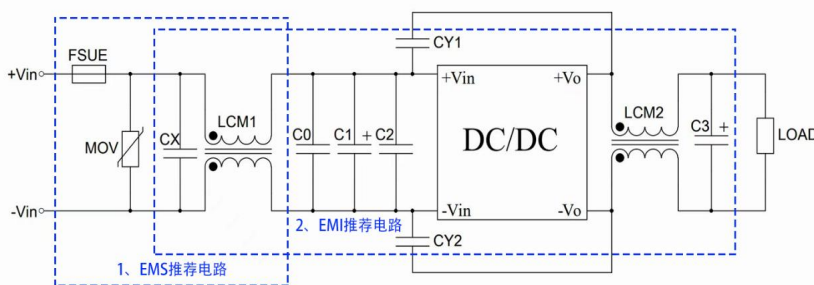 CY1
FSUE
+Vin
+Vin
+Vo
LCM1
LCM2
MOV
CX
C0
C1
+
C2
DC/DC
C3
+
LOAD
-Vin
-Vin
-Vo
2、EMI推荐电路
CY2
1、EMS推荐电路